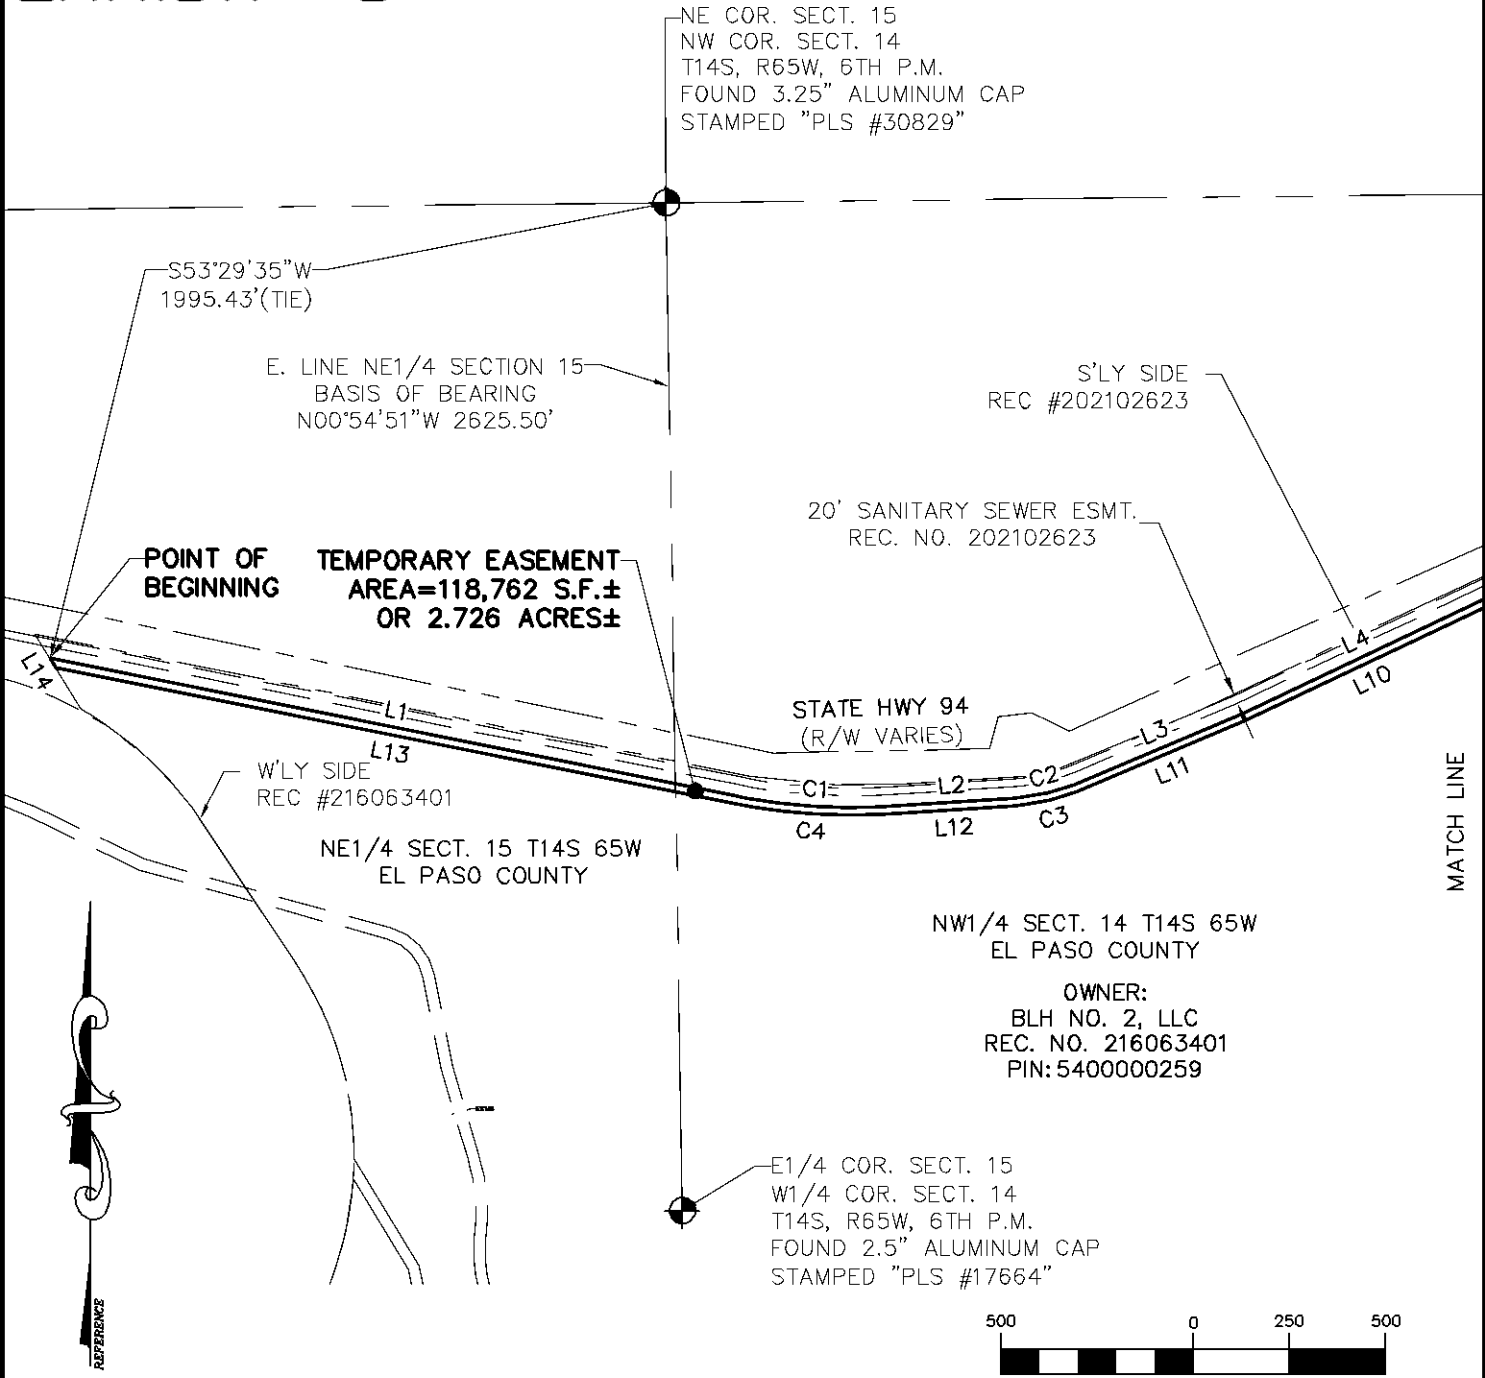 NE COR. SECT. 15
NW COR. SECT. 14
T14S, R65W, 6TH P.M.
FOUND 3.25" ALUMINUM CAP
STAMPED "PLS #30829"
S53°29'35"W
1995.43'(TIE)
E. LINE NE1/4 SECTION 15
BASIS OF BEARING
N00°54'51"W 2625.50'
S'LY SIDE
REC #202102623
20' SANITARY SEWER ESMT.
REC. NO. 202102623
POINT OF
BEGINNING
TEMPORARY EASEMENT
AREA=118,762 S.F.±
OR 2.726 ACRES±
L14
L1
L13
STATE HWY 94
(R/W VARIES)
C1
L2
C2
L3
L4
L10
L11
C3
L12
C4
W'LY SIDE
REC #216063401
NE1/4 SECT. 15 T14S 65W
EL PASO COUNTY
MATCH LINE
NW1/4 SECT. 14 T14S 65W
EL PASO COUNTY
OWNER:
BLH NO. 2, LLC
REC. NO. 216063401
PIN: 5400000259
E1/4 COR. SECT. 15
W1/4 COR. SECT. 14
T14S, R65W, 6TH P.M.
FOUND 2.5" ALUMINUM CAP
STAMPED "PLS #17664"
REFERENCE
500 0 250 500